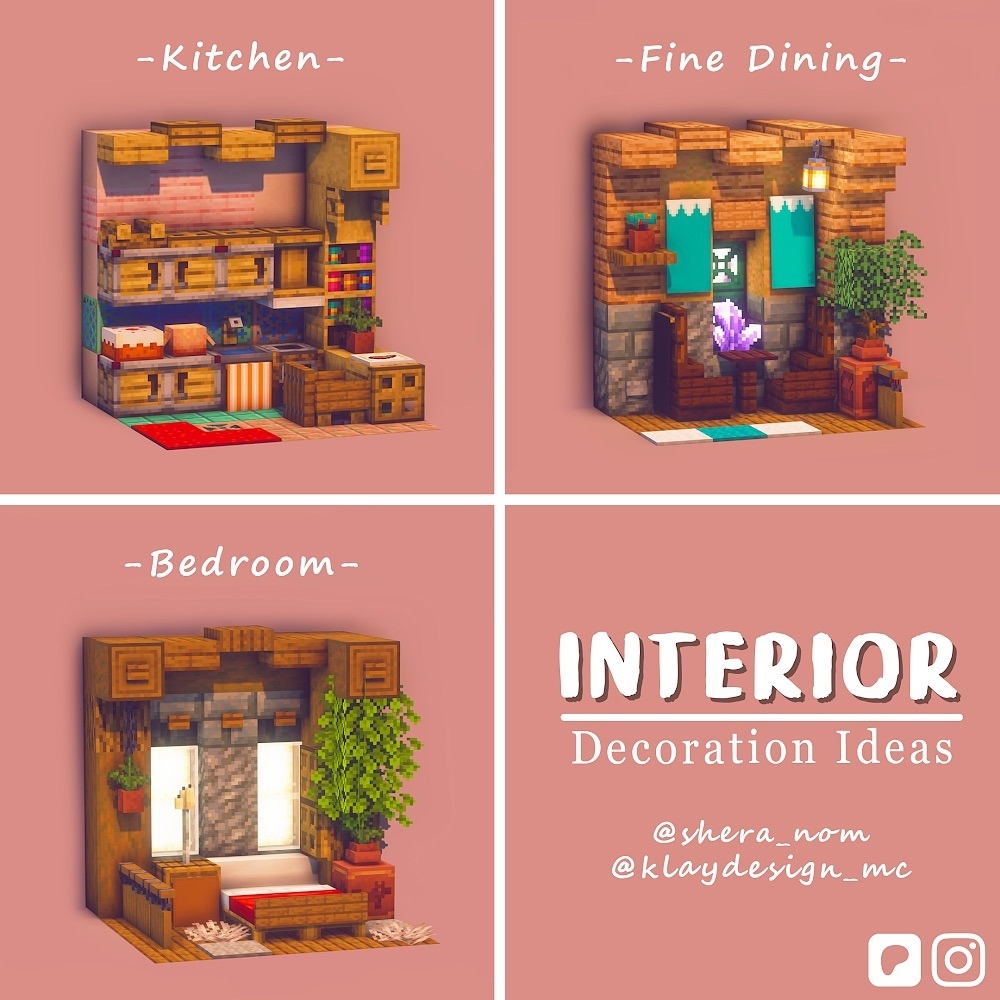 -Kitchen-
-Fine Dining-
-Bedroom-
INTERIOR
Decoration Ideas
@shera_nom
@klaydesign_mc